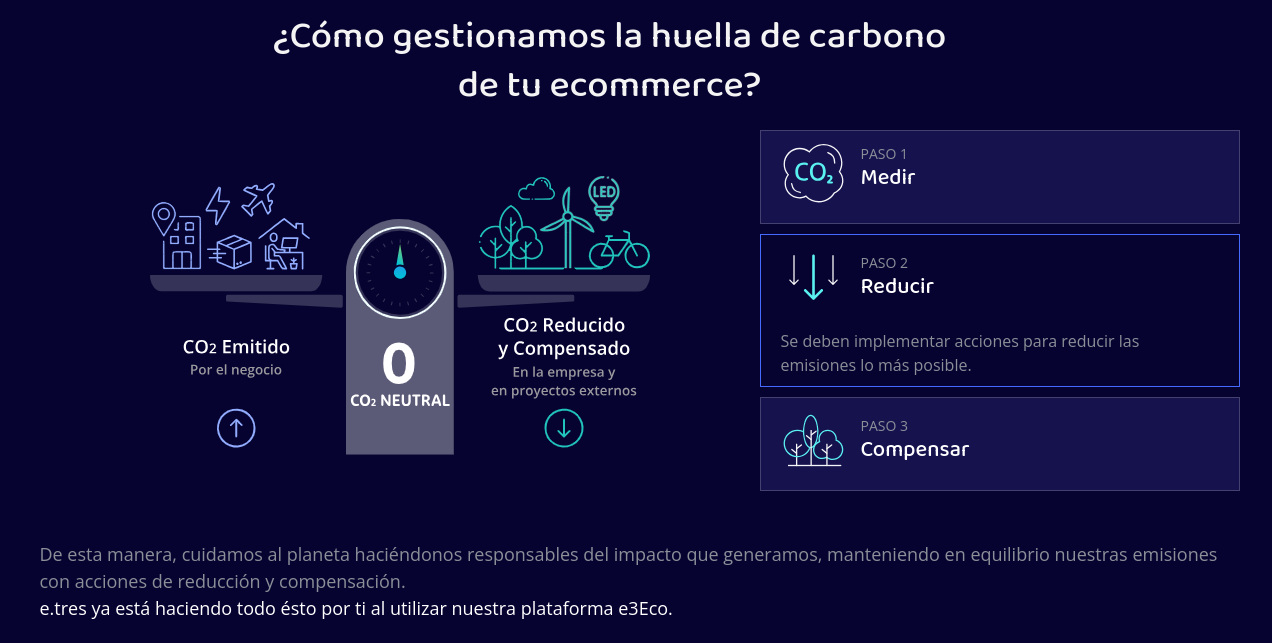 ¿Cómo gestionamos la huella de carbono
de tu ecommerce?
LED
CO₂ Emitido
Por el negocio
0
CO₂ NEUTRAL
CO₂ Reducido
y Compensado
En la empresa y
en proyectos externos
CO₂
PASO 1
Medir
PASO 2
Reducir
Se deben implementar acciones para reducir las
emisiones lo más posible.
PASO 3
Compensar
De esta manera, cuidamos al planeta haciéndonos responsables del impacto que generamos, manteniendo en equilibrio nuestras emisiones
con acciones de reducción y compensación.
e.tres ya está haciendo todo ésto por ti al utilizar nuestra plataforma e3Eco.